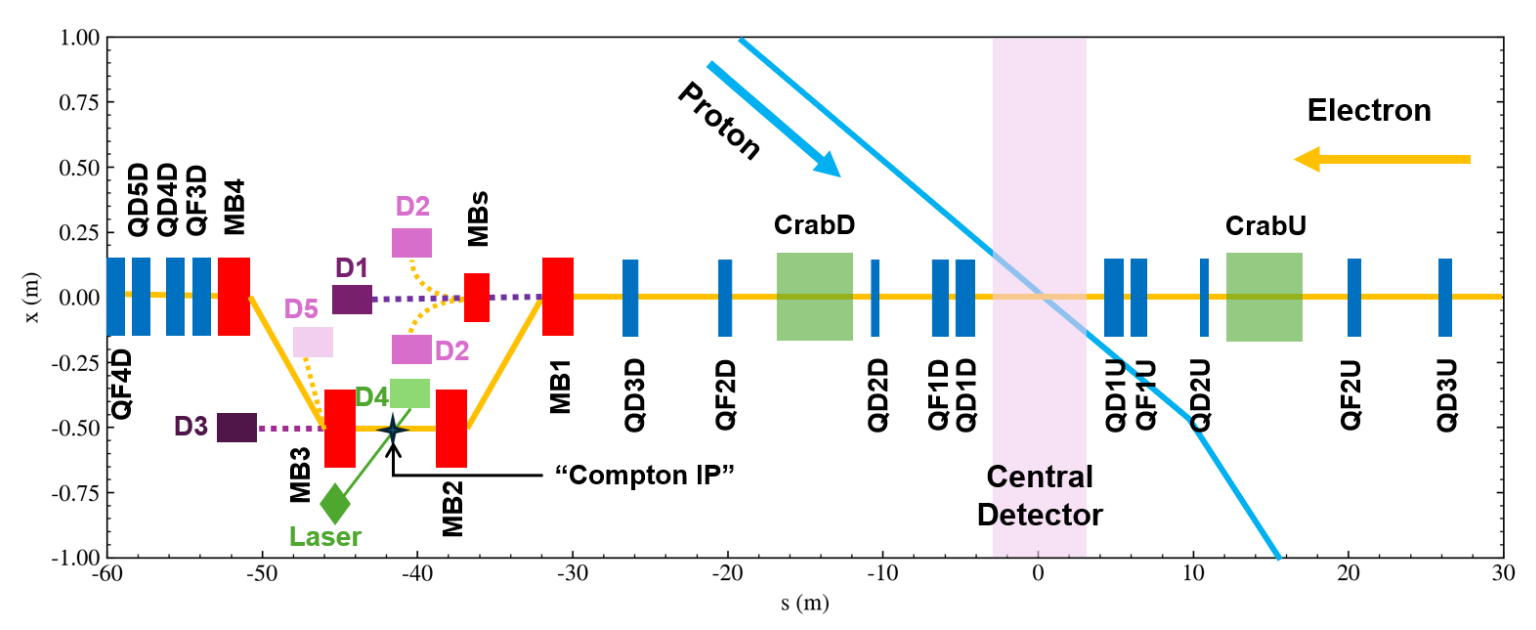 1.00
0.75
0.50
0.25
0.00
-0.25
-0.50
-0.75
-1.00
x (m)
-60
-50
-40
-30
-20
-10
0
10
20
30
s (m)
Proton
Electron
QD5D
QD4D
QF3D
MB4
D2
MBs
CrabD
CrabU
D1
D5
D2
QF4D
D4
MB1
QD3D
QF2D
QD2D
QF1D
QD1D
QD1U
QF1U
QD2U
QF2U
QD3U
D3
MB3
MB2
"Compton IP"
Laser
Central
Detector